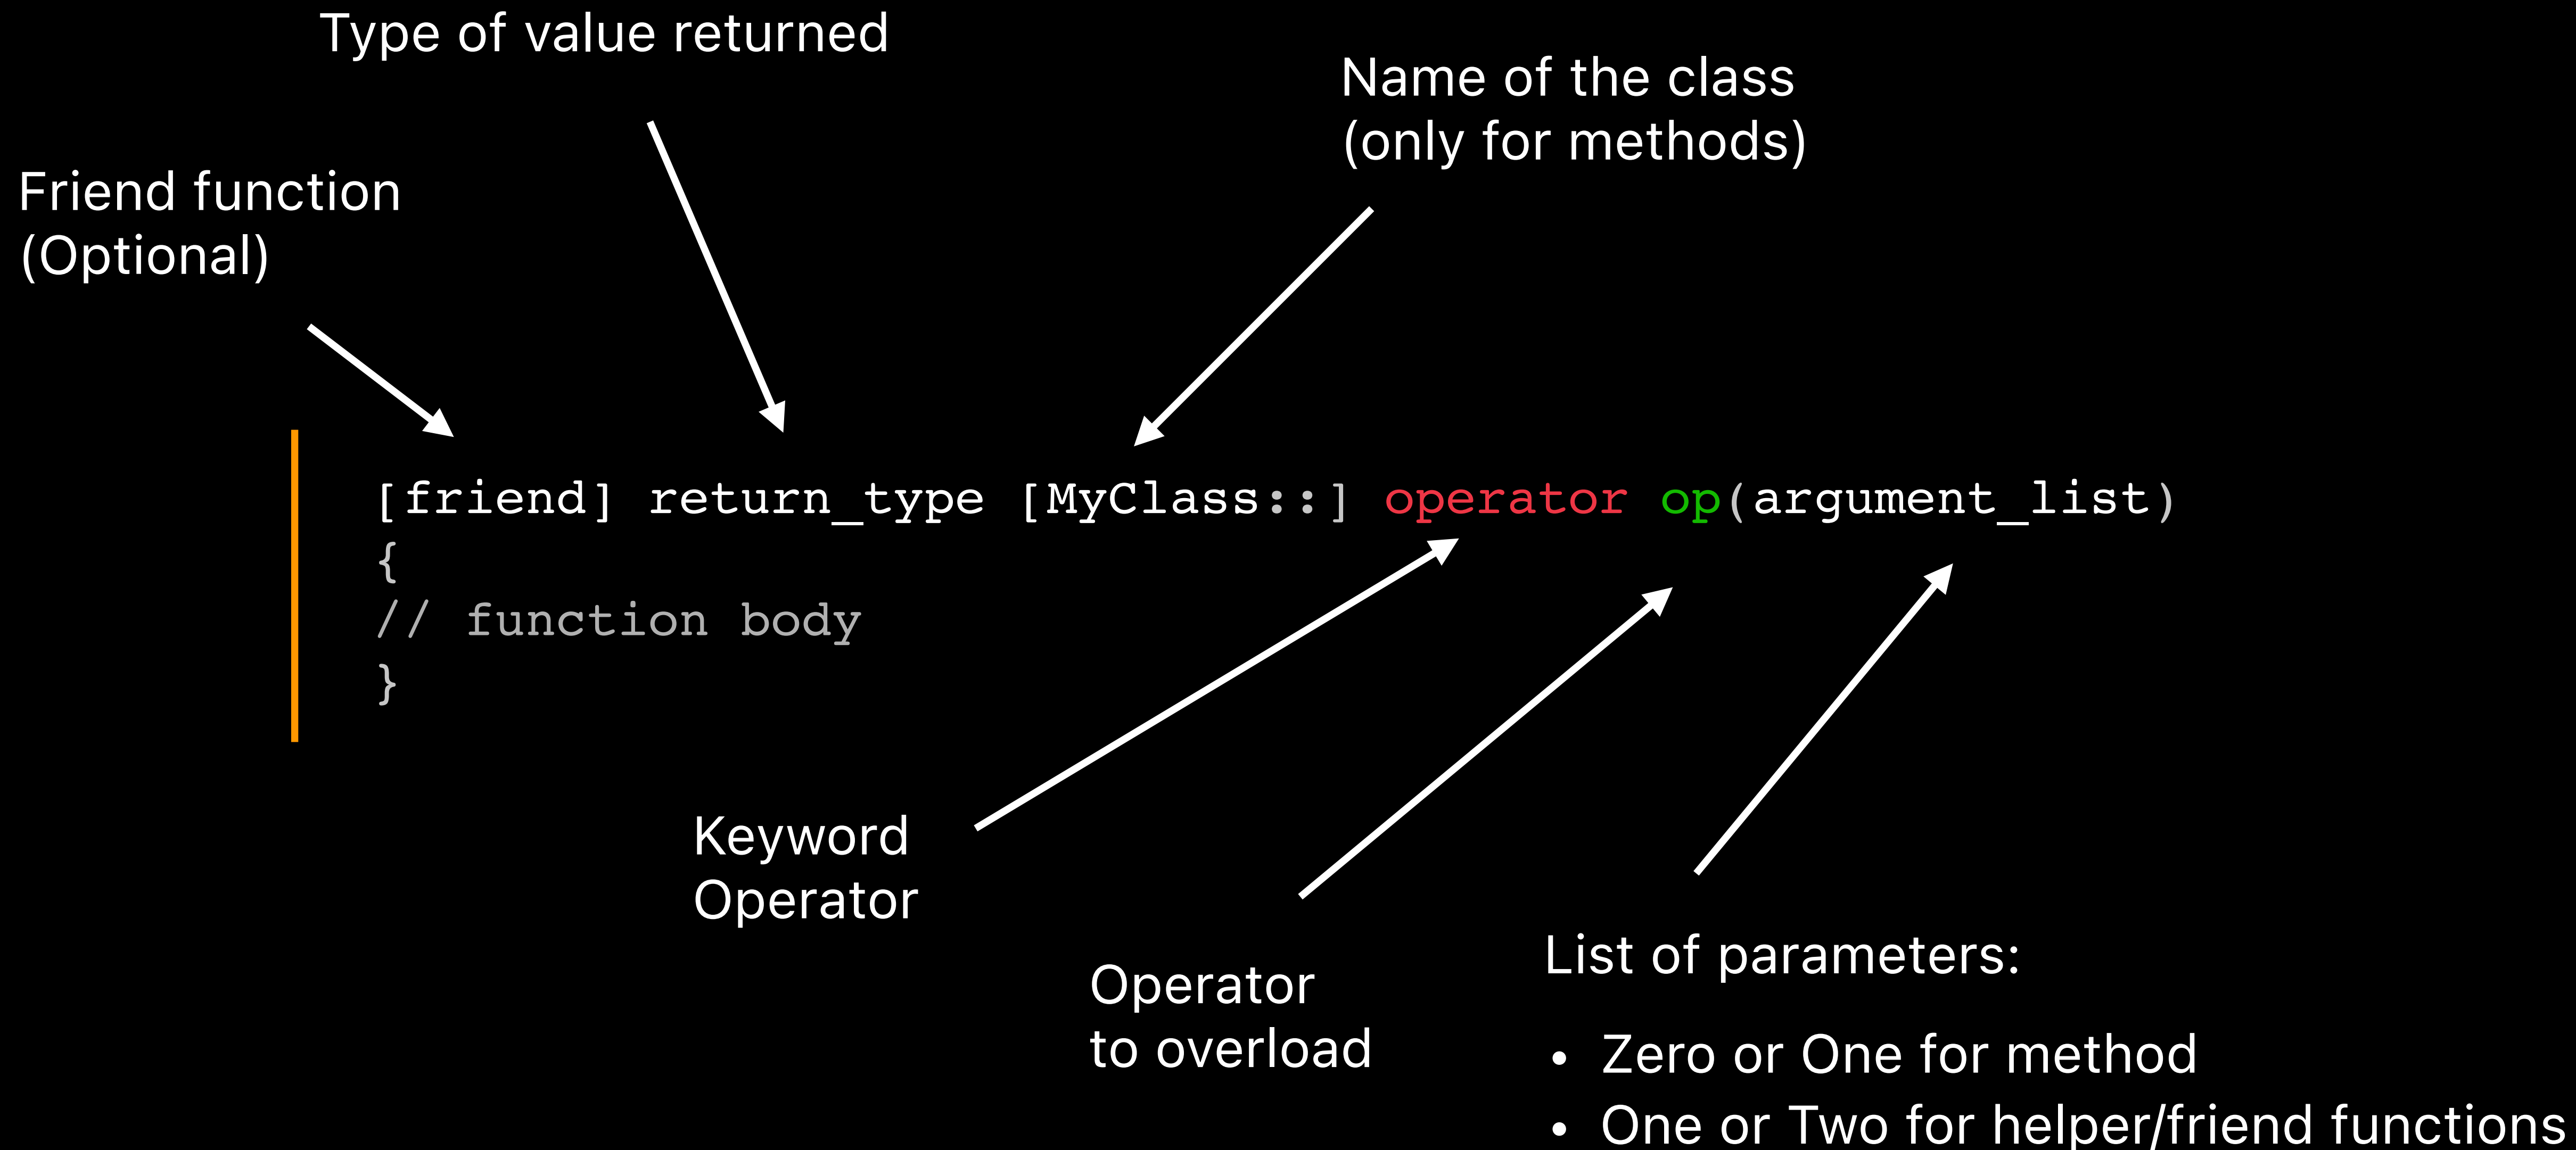 Type of value returned
Name of the class
(only for methods)
Friend function
(Optional)
[friend] return_type [MyClass::] operator op(argument_list)
{
// function body
}
Keyword
Operator
Operator
to overload
List of parameters:
• Zero or One for method
• One or Two for helper/friend functions